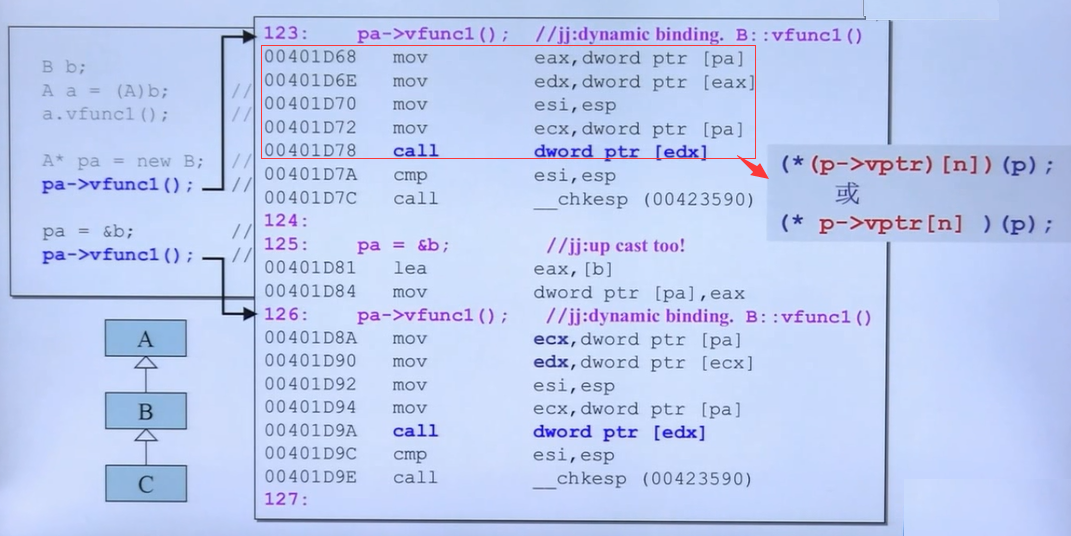 B b;
A a = (A)b; //
a.vfunc1(); //
A* pa = new B; //
pa->vfunc1(); //
pa = &b; //
pa->vfunc1(); //
A
B
C
123: pa->vfunc1(); //jj:dynamic binding. B::vfunc1()
00401D68 mov eax,dword ptr [pa]
00401D6E mov edx,dword ptr [eax]
00401D70 mov esi,esp
00401D72 mov ecx,dword ptr [pa]
00401D78 call dword ptr [edx]
00401D7A cmp esi,esp
00401D7C call __chkesp (00423590)
124:
125: pa = &b; //jj:up cast too!
00401D81 lea eax,[b]
00401D84 mov dword ptr [pa],eax
126: pa->vfunc1(); //jj:dynamic binding. B::vfunc1()
00401D8A mov ecx,dword ptr [pa]
00401D90 mov edx,dword ptr [ecx]
00401D92 mov esi,esp
00401D94 mov ecx,dword ptr [pa]
00401D9A call dword ptr [edx]
00401D9C cmp esi,esp
00401D9E call __chkesp (00423590)
127:
(*(p->vptr)[n])(p);
或
(* p->vptr[n] )(p);